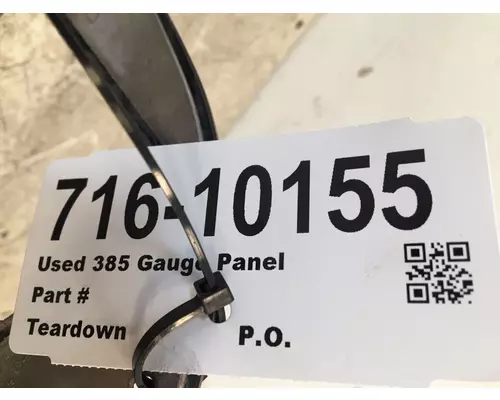 716-10155
Used 385 Gauge Panel
Part #
Teardown P.O.